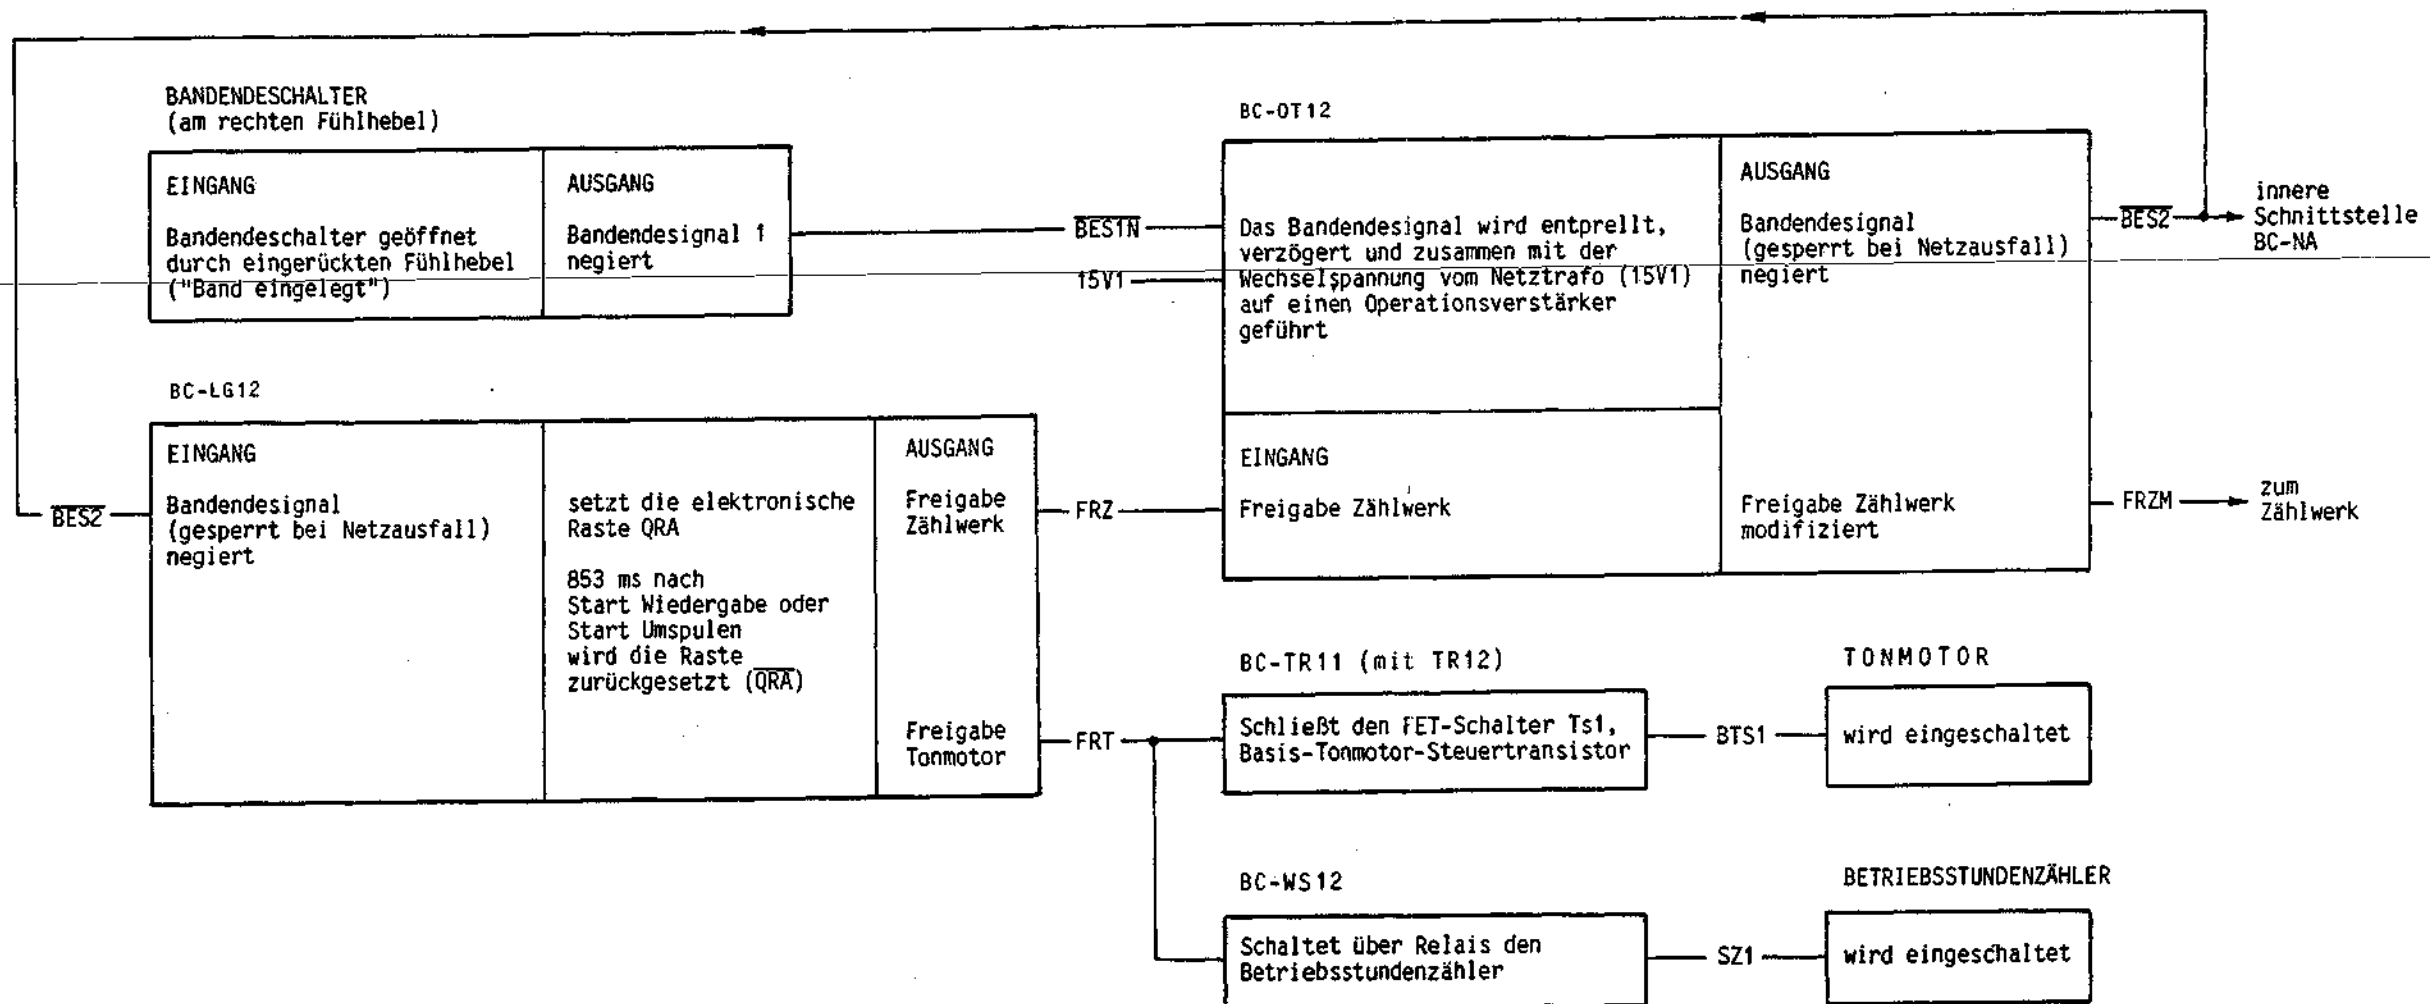 BANDENDESCHALTER
(am rechten Fühlhebel)
EINGANG
Bandendeschalter geöffnet
durch eingerückten Fühlhebel
("Band eingelegt")
AUSGANG
Bandendesignal 1
negiert
BES1N
15V1
BC-OT12
Das Bandendesignal wird entprellt,
verzögert und zusammen mit der
Wechselspannung vom Netztrafo (15V1)
auf einen Operationsverstärker
geführt
AUSGANG
Bandendesignal
(gesperrt bei Netzausfall)
negiert
BES2
innere
Schnittstelle
BC-NA
BC-LG12
BES2
EINGANG
Bandendesignal
(gesperrt bei Netzausfall)
negiert
setzt die elektronische
Raste QRA
853 ms nach
Start Wiedergabe oder
Start Umspulen
wird die Raste
zurückgesetzt (QRA)
AUSGANG
Freigabe
Zählwerk
Freigabe
Tonmotor
FRZ
EINGANG
Freigabe Zählwerk
Freigabe Zählwerk
modifiziert
FRZM
zum
Zählwerk
FRT
BC-TR11 (mit TR12)
Schließt den FET-Schalter Ts1,
Basis-Tonmotor-Steuertransistor
BTS1
TONMOTOR
wird eingeschaltet
BC-WS12
Schaltet über Relais den
Betriebsstundenzähler
SZ1
BETRIEBSSTUNDENZÄHLER
wird eingeschaltet